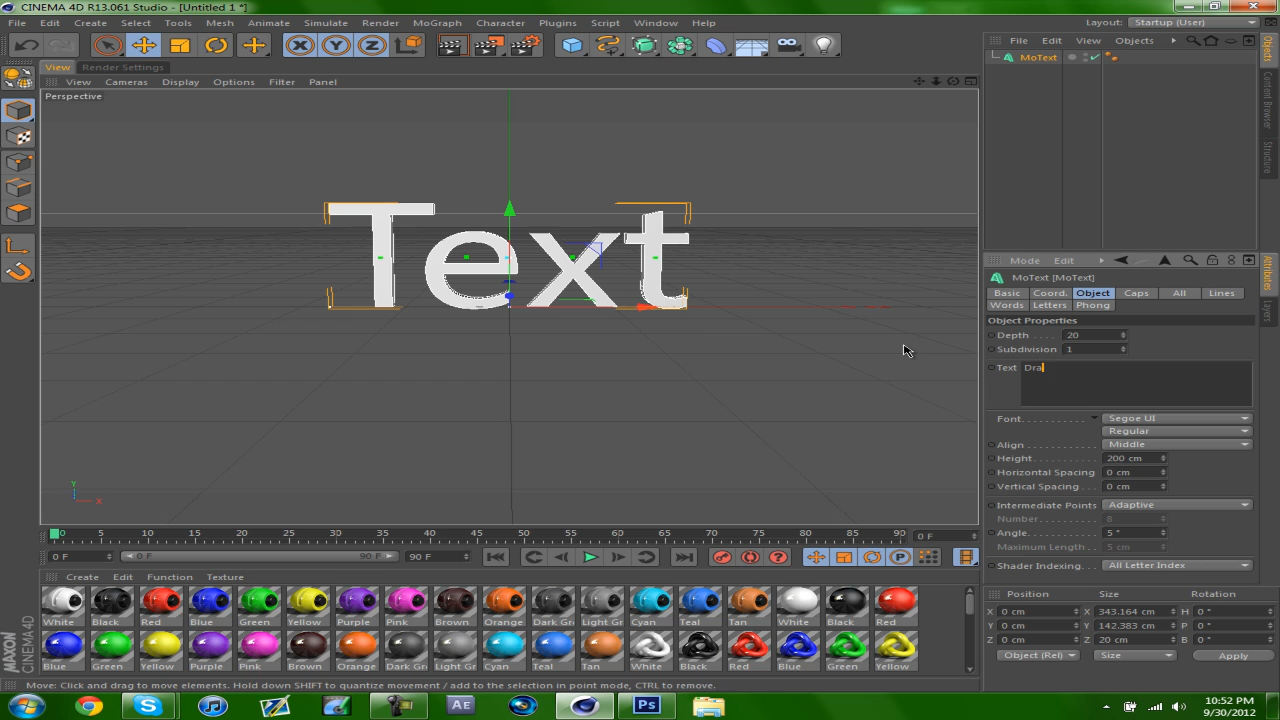 CINEMA 4D R13.061 Studio - [Untitled 1 *]
File Edit Create Select Tools Mesh Animate Simulate Render MoGraph Character Plugins Script Window Help Layout: Startup (User)
X Y Z
File Edit View Objects
View Render Settings
View Cameras Display Options Filter Panel
MoText
Perspective
Text
Objects
Content Browser
Structure
Mode Edit
MoText [MoText]
Basic Coord. Object Caps All Lines
Words Letters Phong
Attributes
Layers
Object Properties
Depth . . . . 20
Subdivision 1
Text Dra
Font. . . . . . . . . . . Segoe UI
Regular
Align . . . . . . . . . . Middle
Height. . . . . . . . . . 200 cm
Horizontal Spacing 0 cm
Vertical Spacing . . 0 cm
Intermediate Points Adaptive
Number. . . . . . . . . 8
Angle. . . . . . . . . . . 5 °
Maximum Length . 5 cm
Shader Indexing. . . All Letter Index
Y
X
0 5 10 15 20 25 30 35 40 45 50 55 60 65 70 75 80 85 90 0 F
0 F 0 F 90 F 90 F P
Create Edit Function Texture
White Black Red Blue Green Yellow Purple Pink Brown Orange Dark Gr Light Gr Cyan Teal Tan White Black Red
Blue Green Yellow Purple Pink Brown Orange Dark Gr Light Gr Cyan Teal Tan White Black Red Blue Green Yellow
Position Size Rotation
X 0 cm X 343.164 cm H 0 °
Y 0 cm Y 142.383 cm P 0 °
Z 0 cm Z 20 cm B 0 °
Object (Rel) Size Apply
MAXON CINEMA 4D
Move: Click and drag to move elements. Hold down SHIFT to quantize movement / add to the selection in point mode, CTRL to remove.
S AE Ps
10:52 PM
9/30/2012